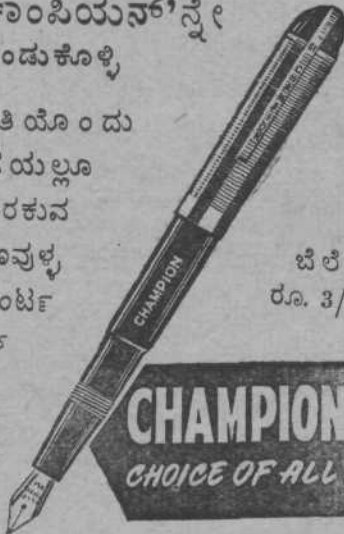 ಚಾಂಪಿಯನ್'ನ್ನೇ
ಂಡುಕೊಳ್ಳಿ
ತಿಯೊಂದು
ಯಲ್ಲೂ
ರಕುವ
ವುಳ್ಳ
ಂರ್ಟ
ಬೆಲೆ
ರೂ. 3/
CHAMPION
CHAMPION
CHOICE OF ALL